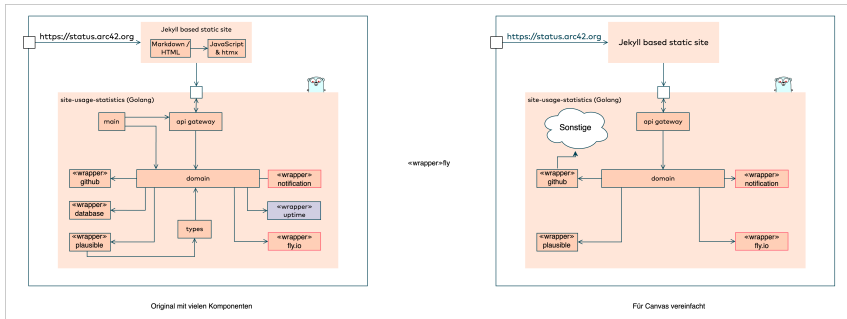 https://status.arc42.org
Jekyll based static site
Markdown /
HTML
JavaScript
& htmx
site-usage-statistics (Golang)
main
api gateway
«wrapper»
github
domain
«wrapper»
notification
«wrapper»
database
«wrapper»
uptime
types
«wrapper»
plausible
«wrapper»
fly.io
Original mit vielen Komponenten
«wrapper»fly
https://status.arc42.org
Jekyll based static site
site-usage-statistics (Golang)
Sonstige
api gateway
«wrapper»
github
domain
«wrapper»
notification
«wrapper»
plausible
«wrapper»
fly.io
Für Canvas vereinfacht